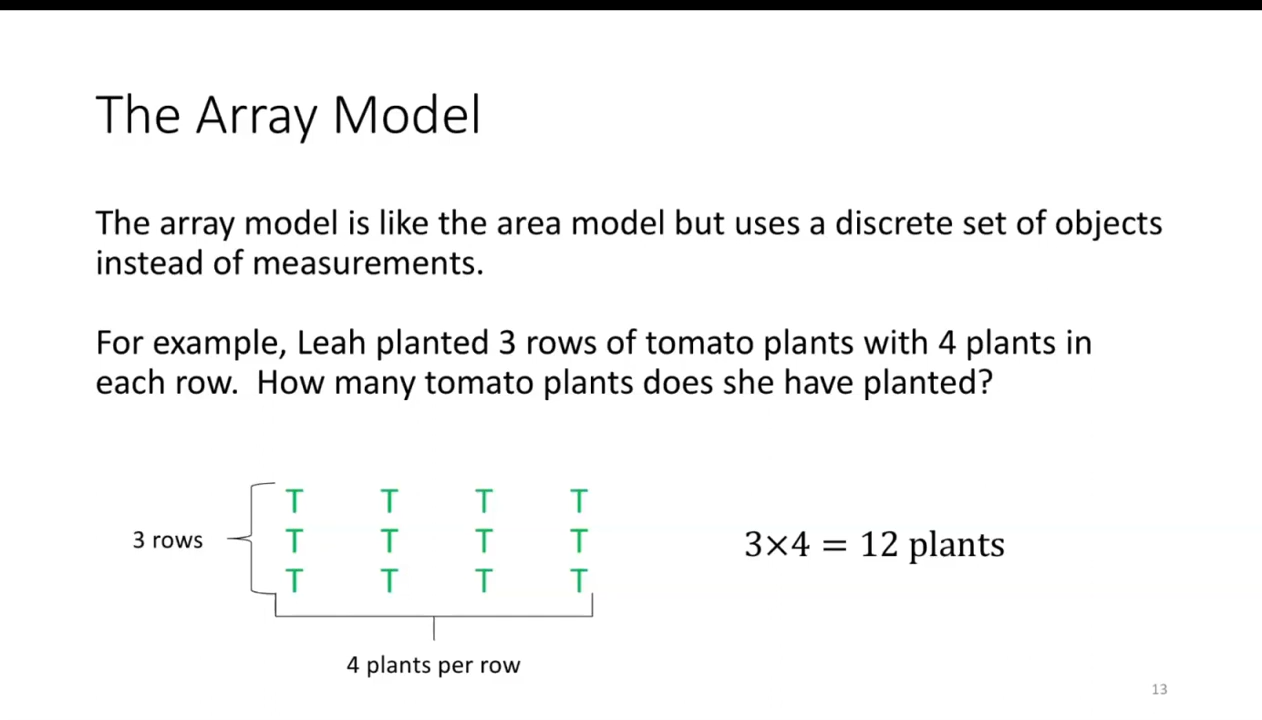 The Array Model
The array model is like the area model but uses a discrete set of objects
instead of measurements.
For example, Leah planted 3 rows of tomato plants with 4 plants in
each row.  How many tomato plants does she have planted?
T T T T
3 rows T T T T 3×4 = 12 plants
T T T T
4 plants per row
13